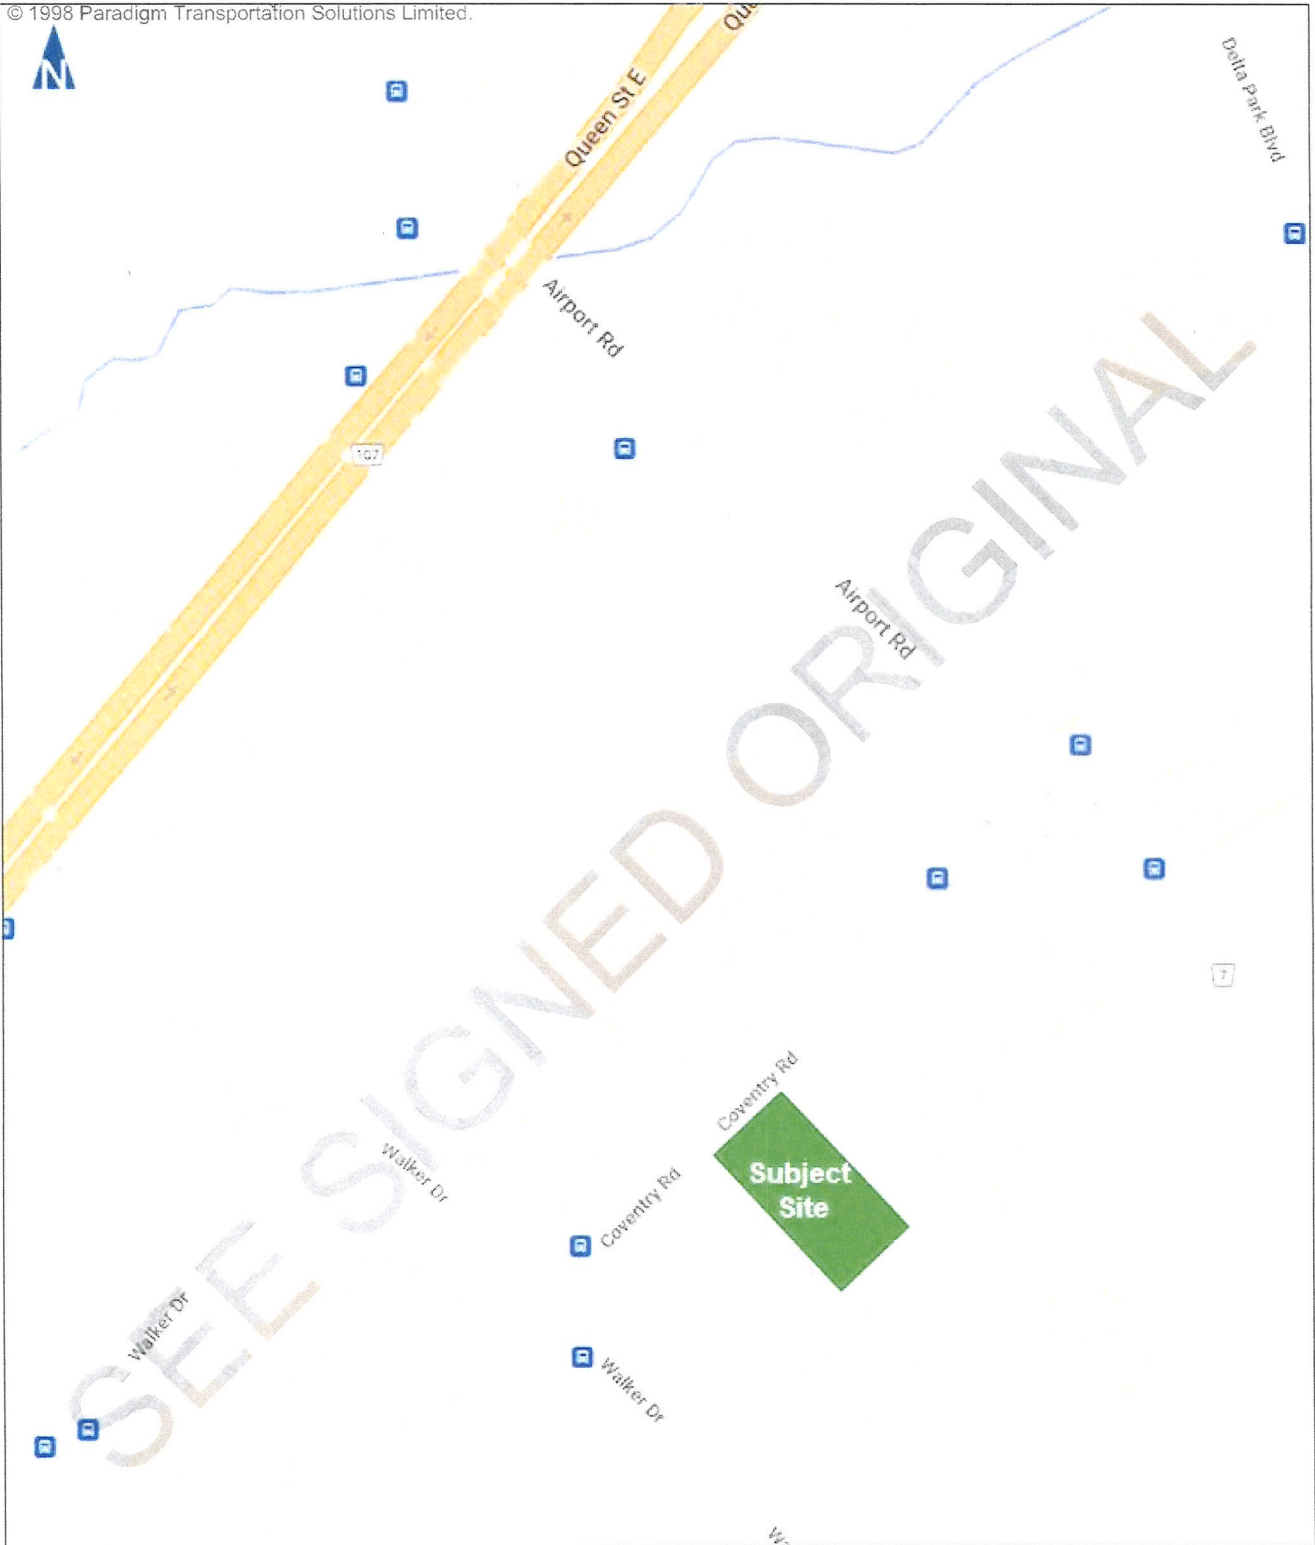 © 1998 Paradigm Transportation Solutions Limited.
N
Queen St E
Delta Park Blvd
Airport Rd
107
Airport Rd
7
SEE SIGNED ORIGINAL
Coventry Rd
Subject
Site
Coventry Rd
Walker Dr
Walker Dr
Walker Dr